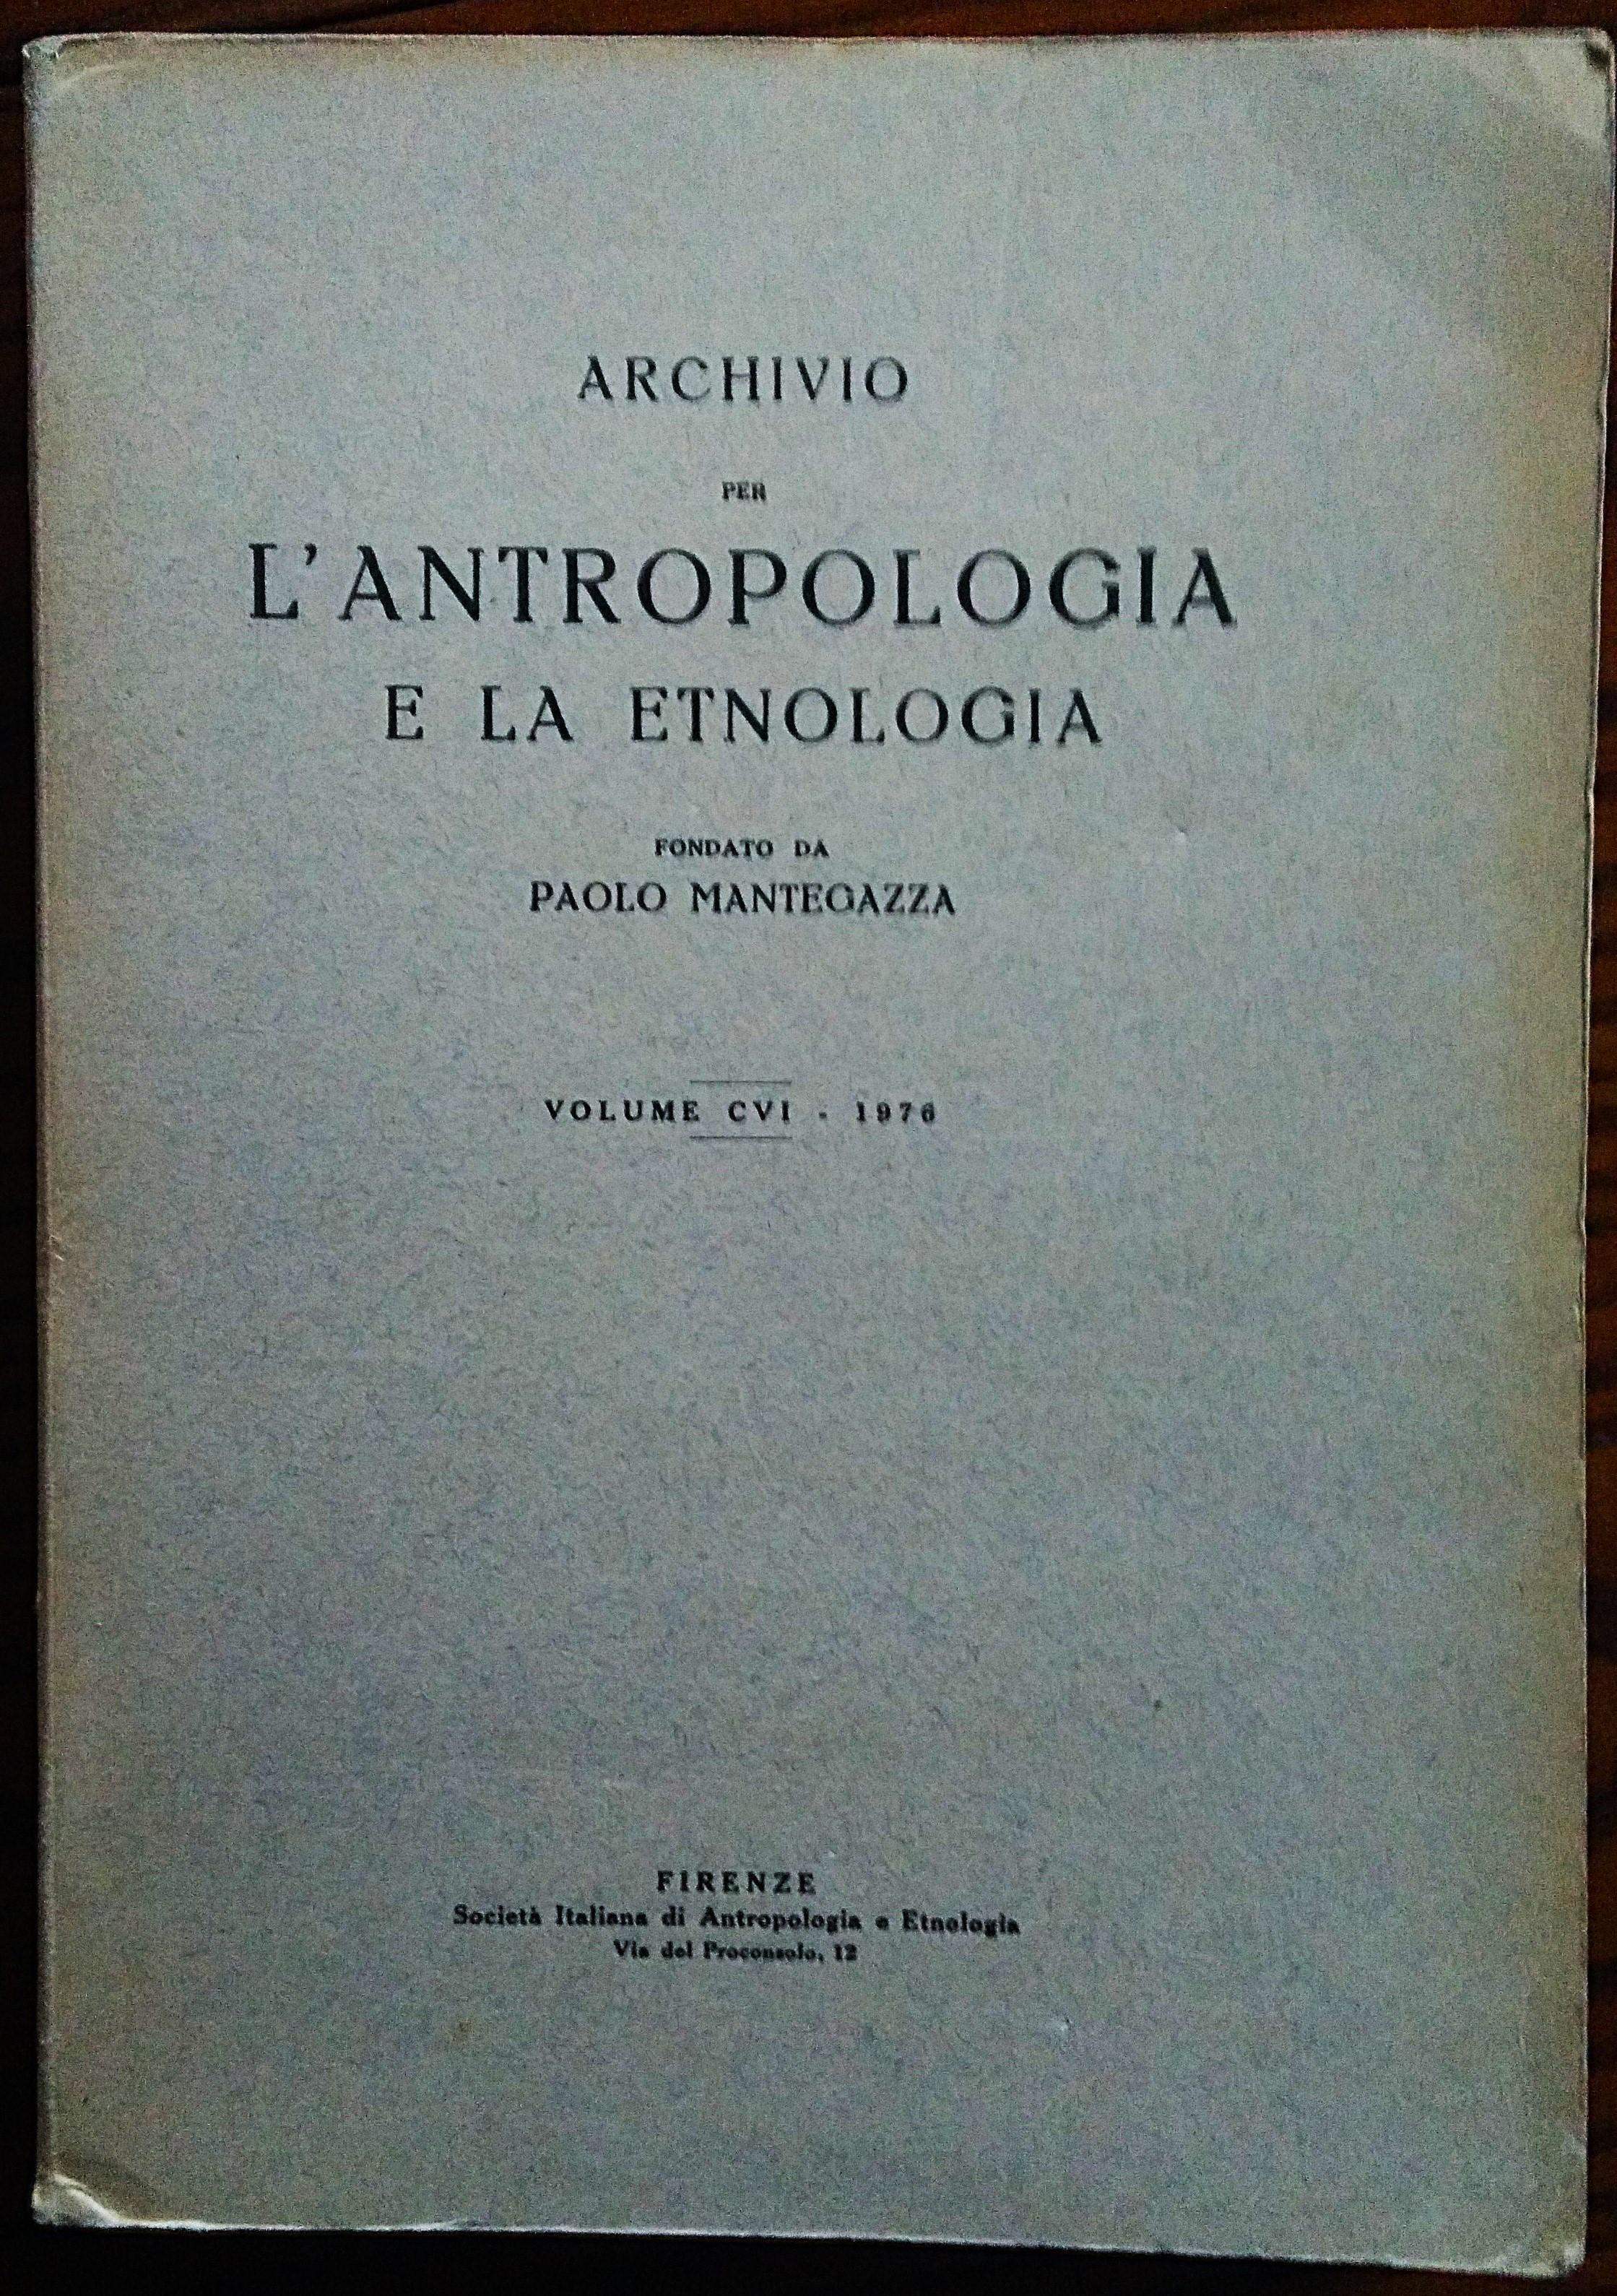 ARCHIVIO
PER
L'ANTROPOLOGIA
E LA ETNOLOGIA
FONDATO DA
PAOLO MANTEGAZZA
VOLUME CVI - 1976
FIRENZE
Società Italiana di Antropologia e Etnologia
Via del Proconsolo, 12